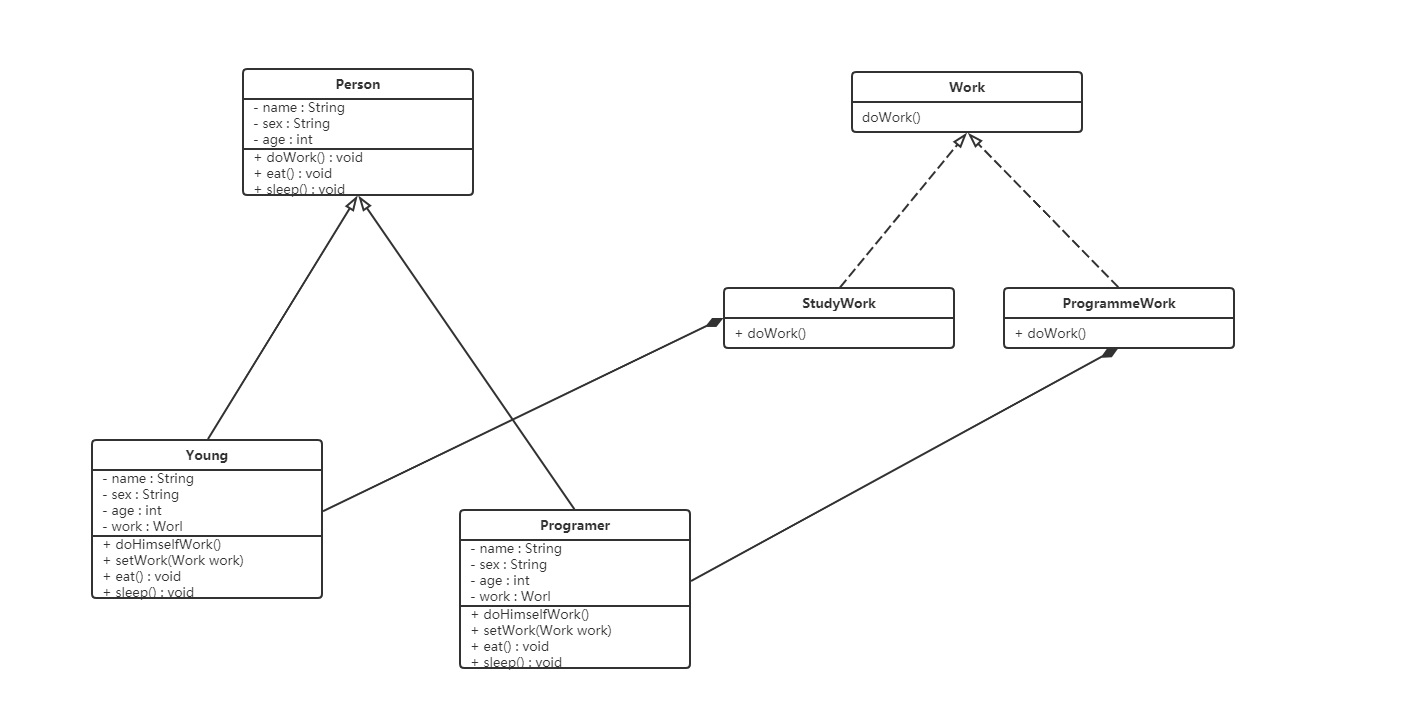 Person
- name : String
- sex : String
- age : int
+ doWork() : void
+ eat() : void
+ sleep() : void
Work
doWork()
StudyWork
+ doWork()
ProgrammeWork
+ doWork()
Young
- name : String
- sex : String
- age : int
- work : Worl
+ doHimselfWork()
+ setWork(Work work)
+ eat() : void
+ sleep() : void
Programer
- name : String
- sex : String
- age : int
- work : Worl
+ doHimselfWork()
+ setWork(Work work)
+ eat() : void
+ sleep() : void